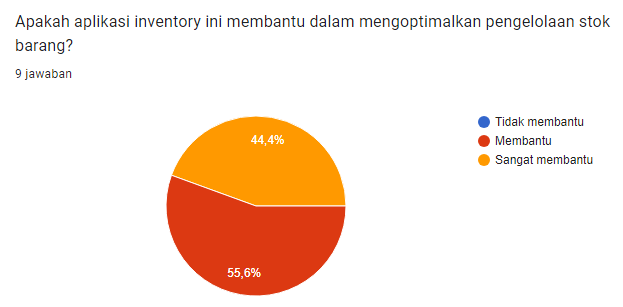 Apakah aplikasi inventory ini membantu dalam mengoptimalkan pengelolaan stok
barang?
9 jawaban
Tidak membantu
Membantu
Sangat membantu
44,4%
55,6%